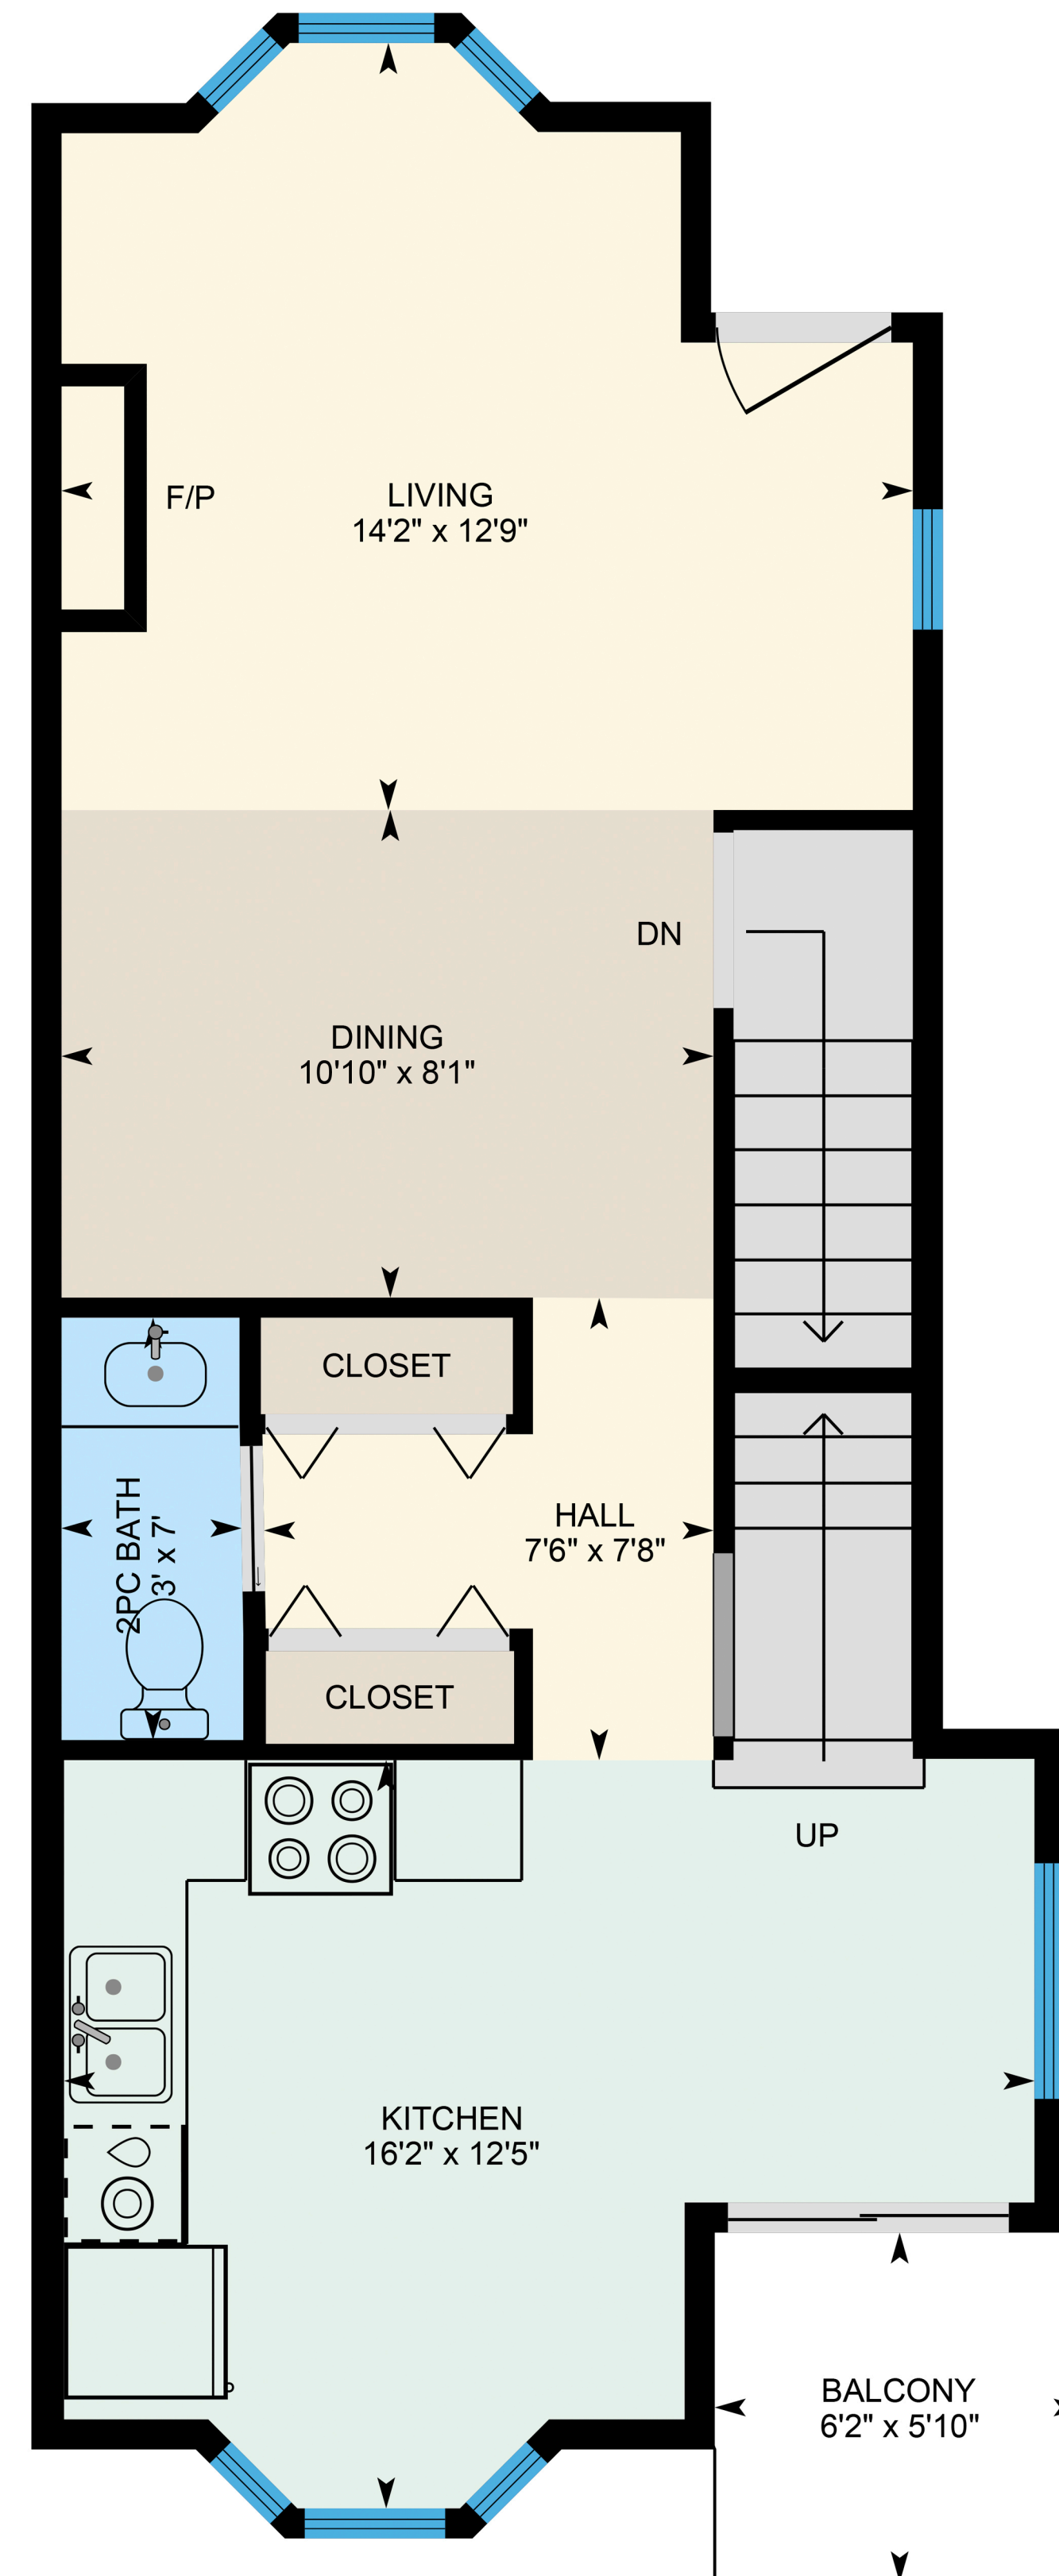 F/P
LIVING
14'2" x 12'9"
DN
DINING
10'10" x 8'1"
CLOSET
2PC BATH
3' x 7'
HALL
7'6" x 7'8"
CLOSET
UP
KITCHEN
16'2" x 12'5"
BALCONY
6'2" x 5'10"